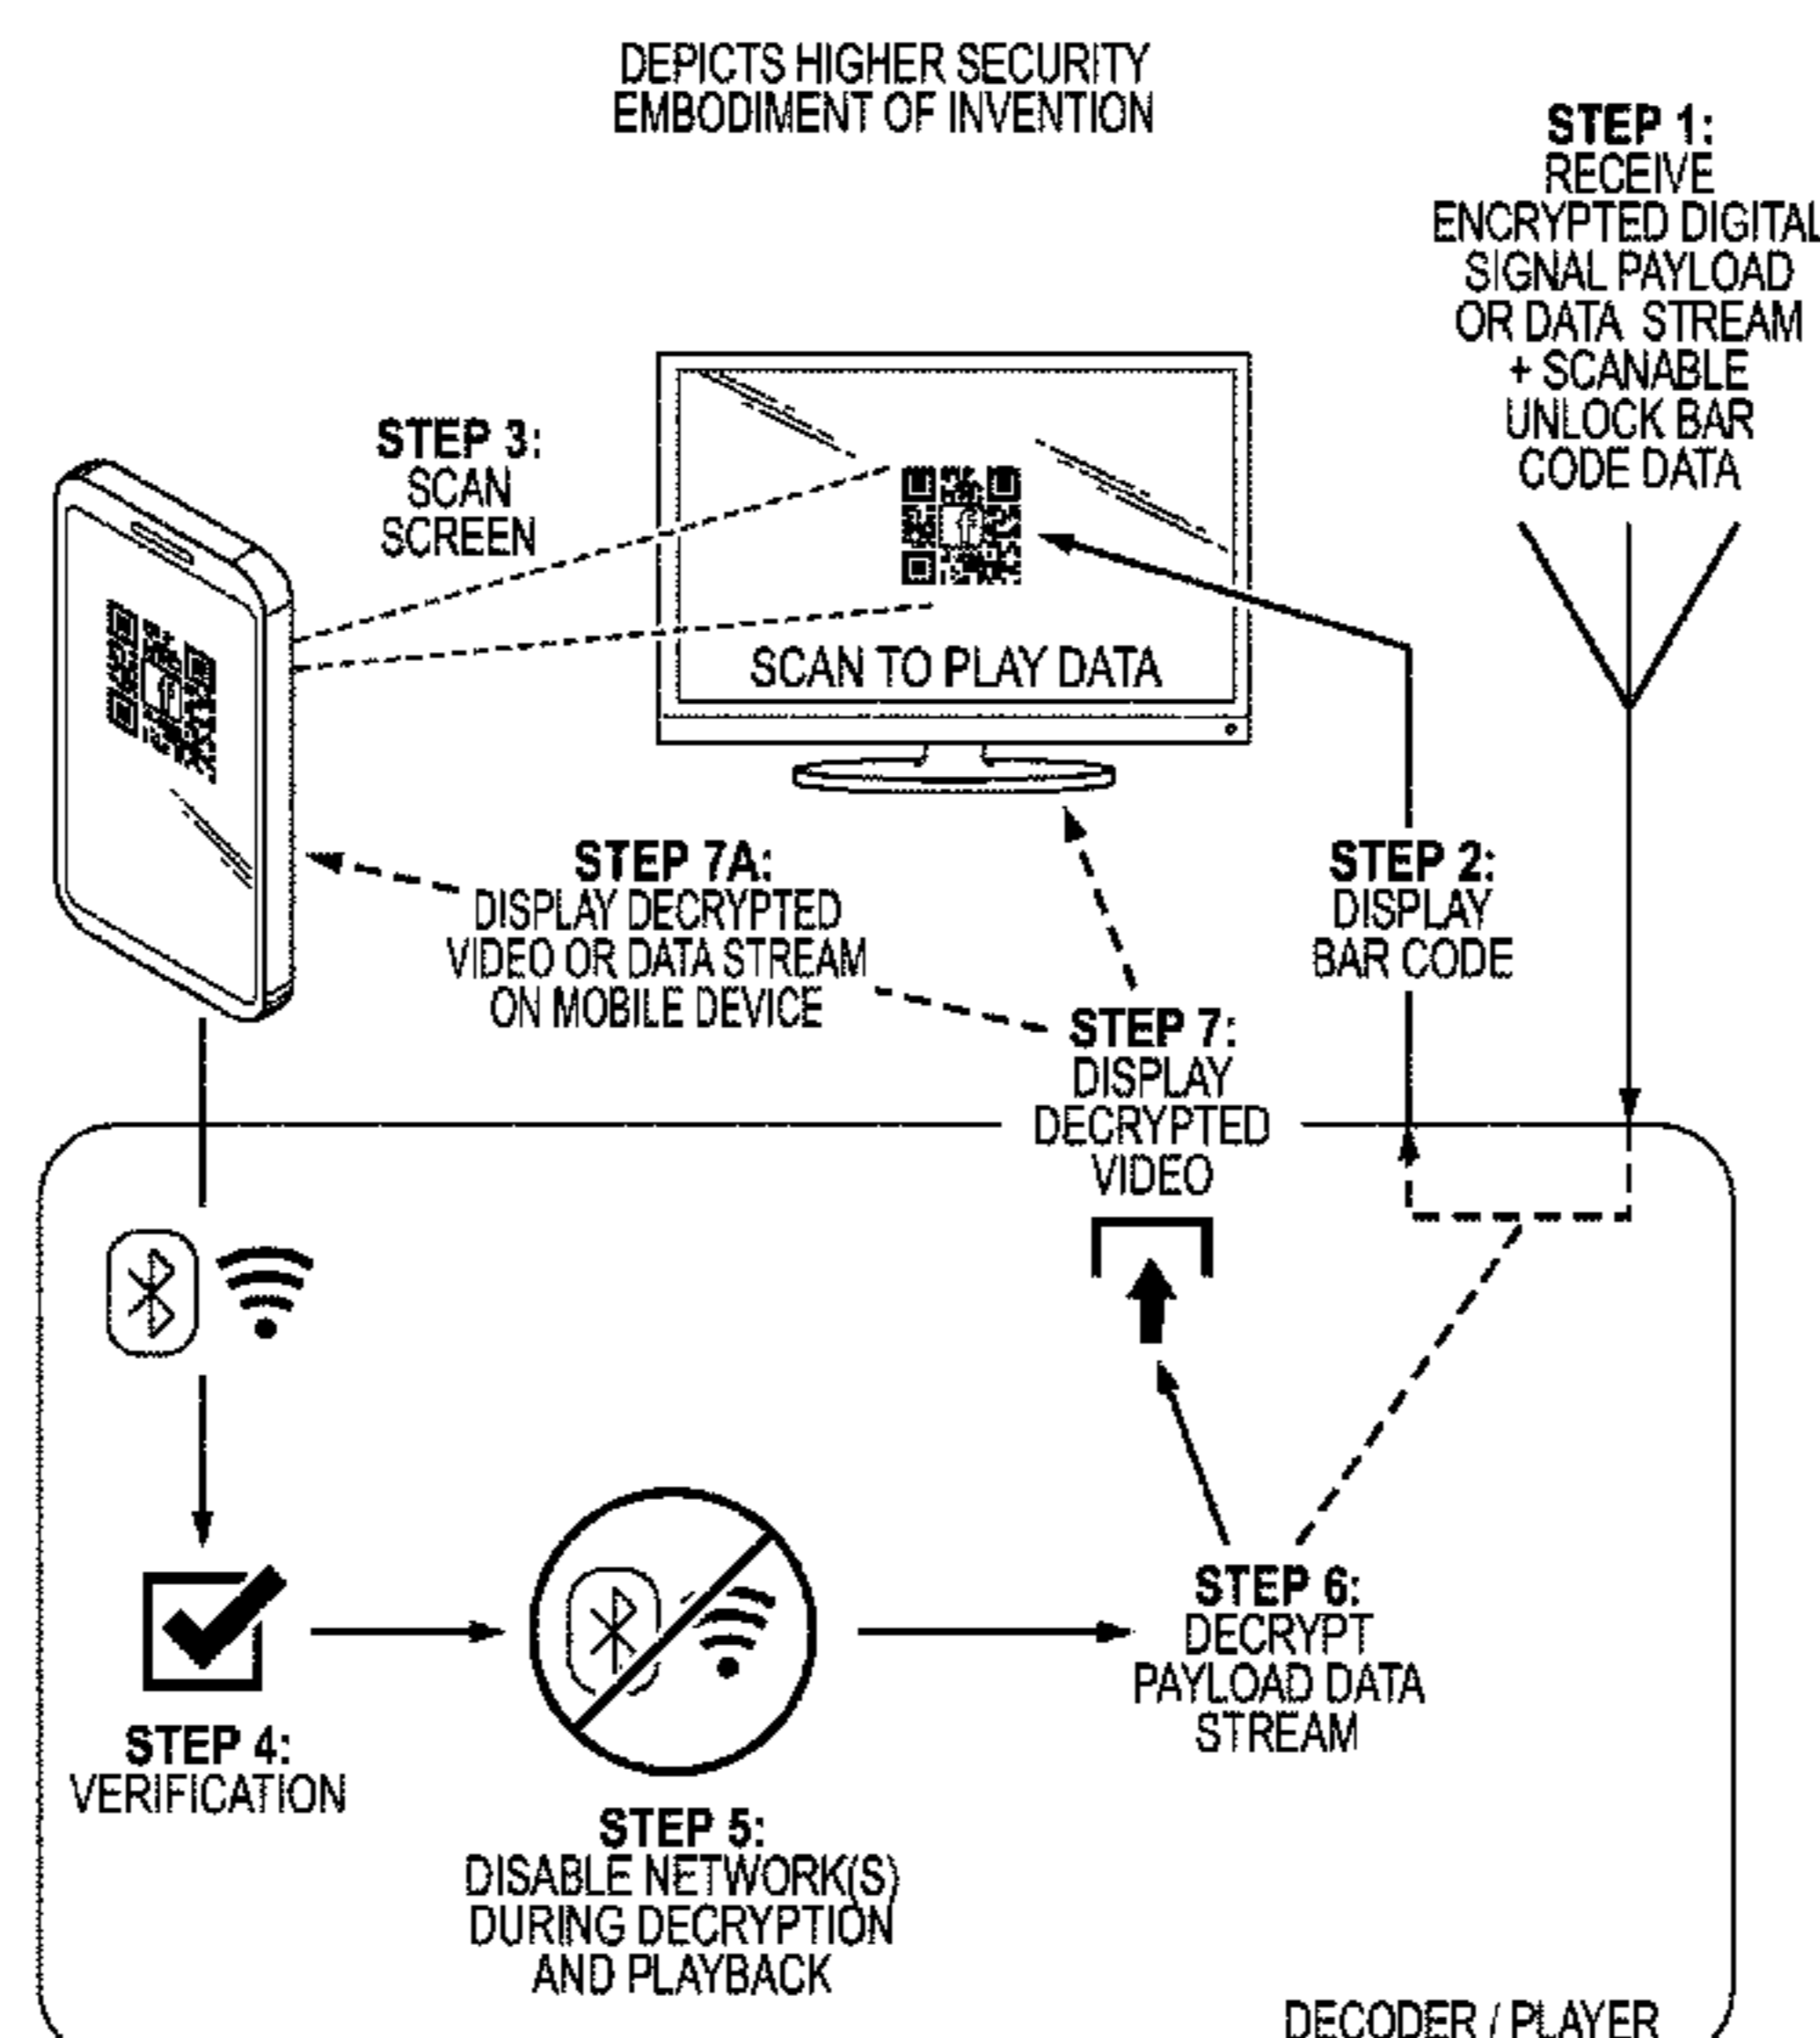 DEPICTS HIGHER SECURITY
EMBODIMENT OF INVENTION
STEP 1:
RECEIVE
ENCRYPTED DIGITAL
SIGNAL PAYLOAD
OR DATA STREAM
+ SCANABLE
UNLOCK BAR
CODE DATA
STEP 3:
SCAN
SCREEN
f
f
SCAN TO PLAY DATA
STEP 7A:
DISPLAY DECRYPTED
VIDEO OR DATA STREAM
ON MOBILE DEVICE
STEP 2:
DISPLAY
BAR CODE
STEP 7:
DISPLAY
DECRYPTED
VIDEO
STEP 6:
DECRYPT
PAYLOAD DATA
STREAM
STEP 4:
VERIFICATION
STEP 5:
DISABLE NETWORK(S)
DURING DECRYPTION
AND PLAYBACK
DECODER / PLAYER